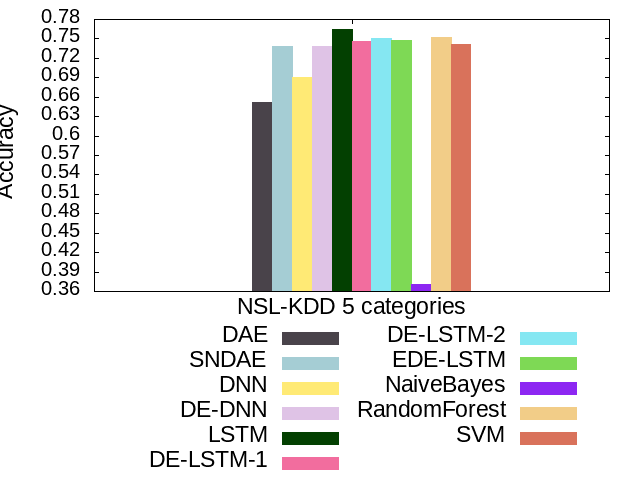 0.78
0.75
0.72
0.69
0.66
0.63
0.6
0.57
0.54
0.51
0.48
0.45
0.42
0.39
0.36
Accuracy
NSL-KDD 5 categories
DAE
SNDAE
DNN
DE-DNN
LSTM
DE-LSTM-1
DE-LSTM-2
EDE-LSTM
NaiveBayes
RandomForest
SVM